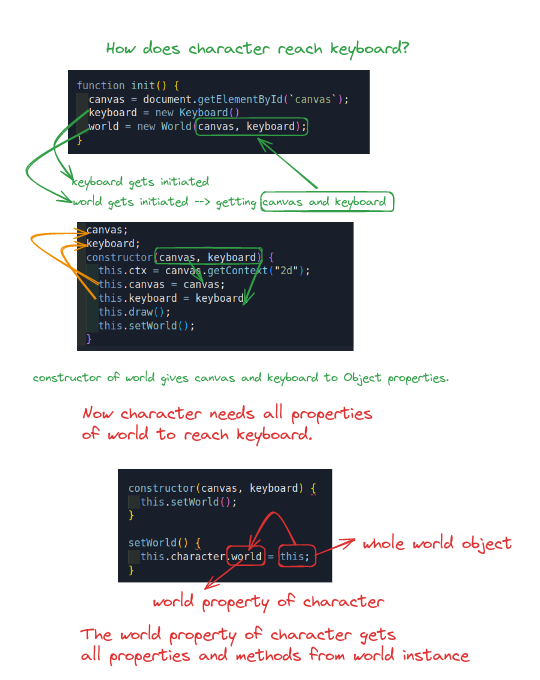 How does character reach keyboard?
function init() {
canvas = document.getElementById(`canvas`);
keyboard = new Keyboard()
world = new World(canvas, keyboard);
}
keyboard gets initiated
world gets initiated --> getting canvas and keyboard
canvas;
keyboard;
constructor(canvas, keyboard) {
this.ctx = canvas.getContext("2d");
this.canvas = canvas;
this.keyboard = keyboard
this.draw();
this.setWorld();
}
constructor of world gives canvas and keyboard to Object properties.
Now character needs all properties
of world to reach keyboard.
constructor(canvas, keyboard) {
this.setWorld();
}
setWorld() {
this.character.world = this;
}
whole world object
world property of character
The world property of character gets
all properties and methods from world instance